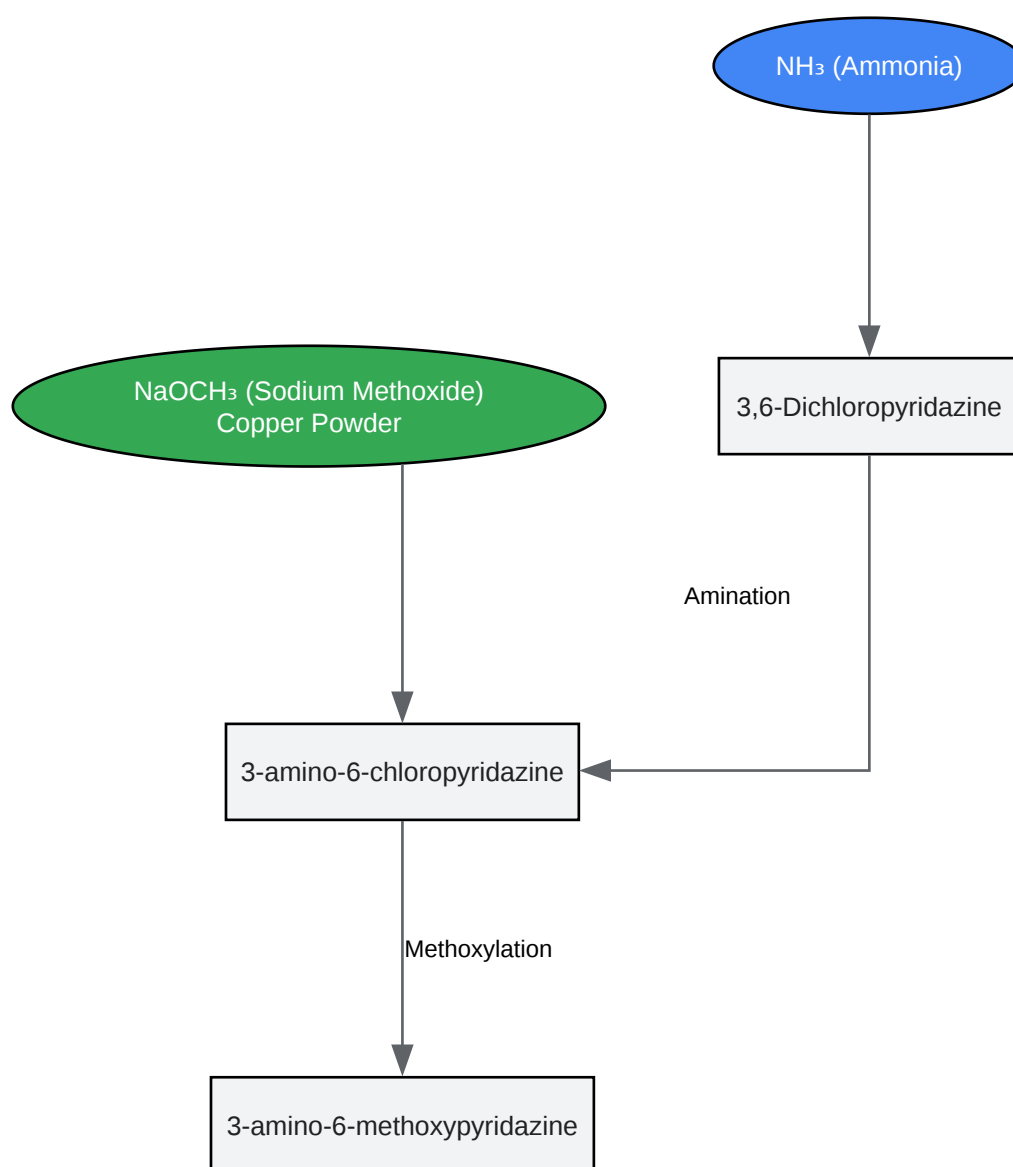 NH₃ (Ammonia)
NaOCH₃ (Sodium Methoxide)
Copper Powder
3,6-Dichloropyridazine
Amination
3-amino-6-chloropyridazine
Methoxylation
3-amino-6-methoxypyridazine